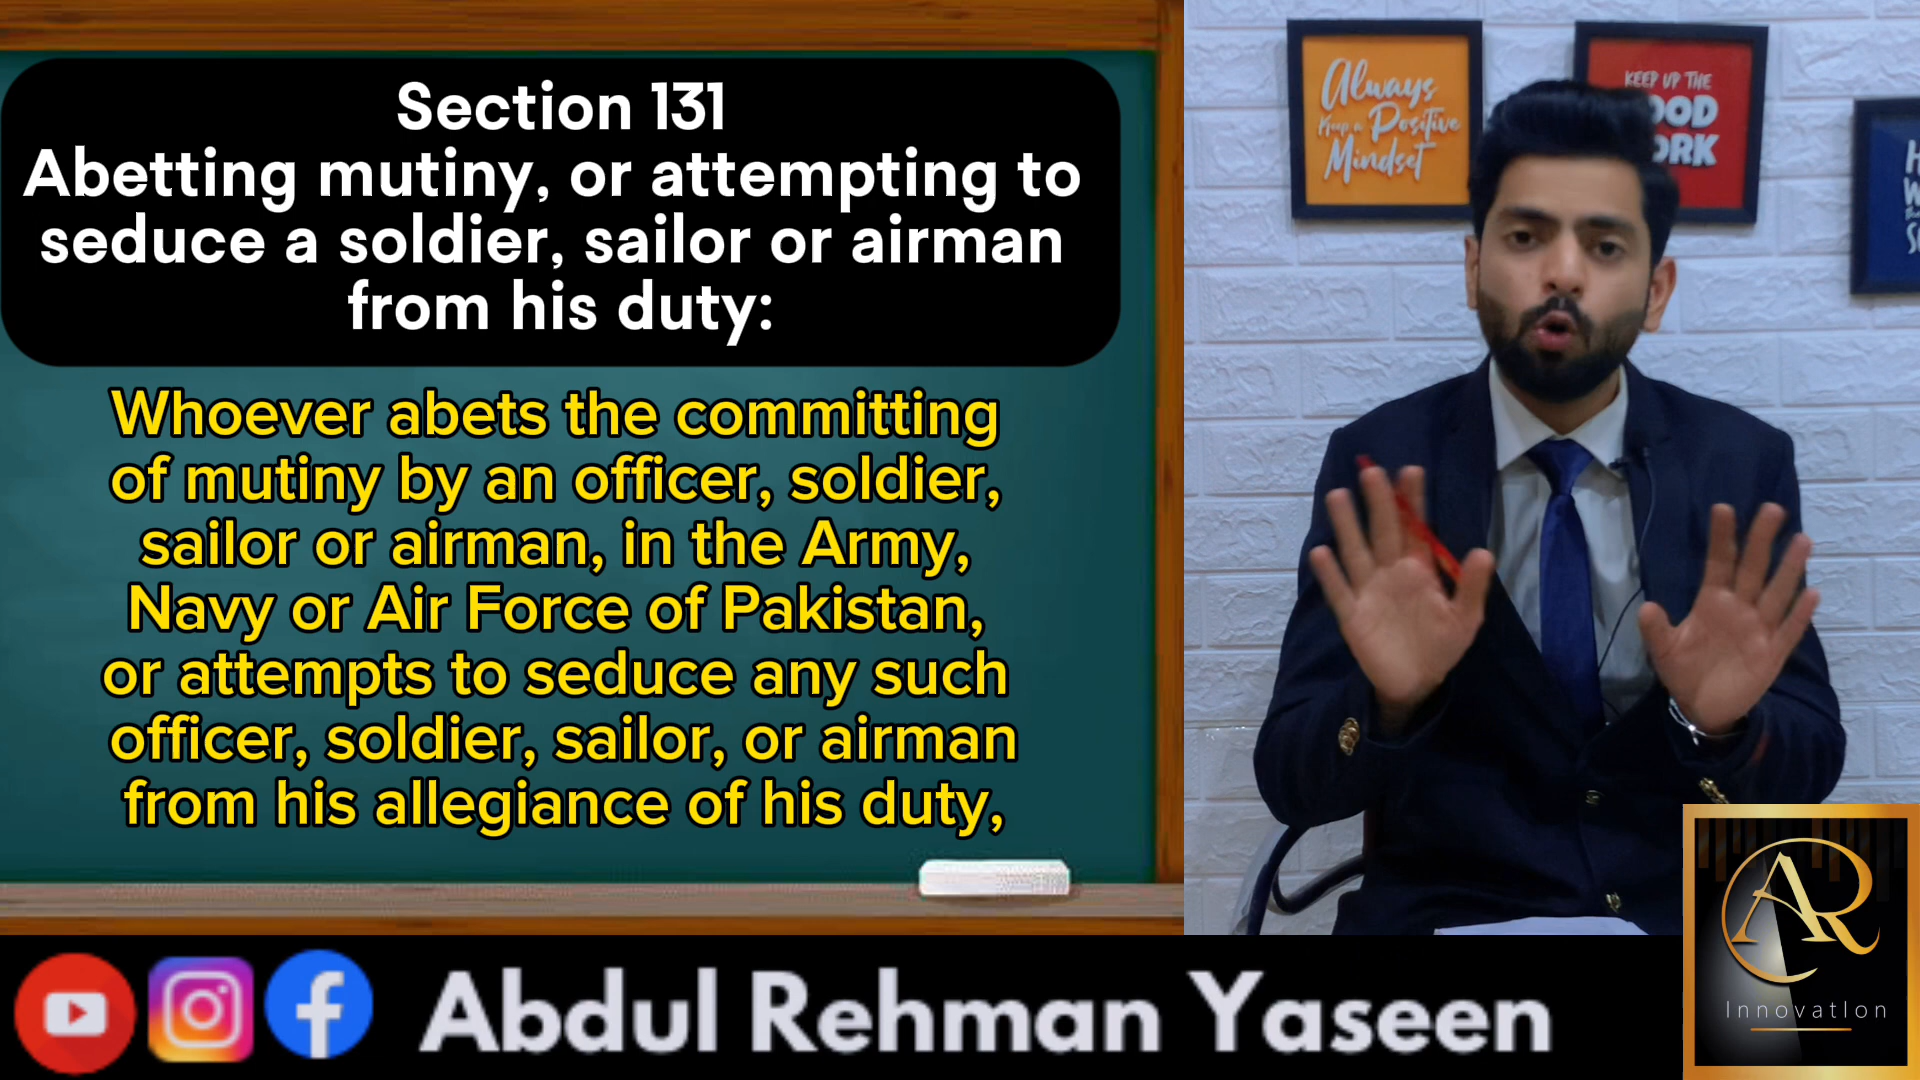 Section 131
Abetting mutiny, or attempting to
seduce a soldier, sailor or airman
from his duty:
Whoever abets the committing
of mutiny by an officer, soldier,
sailor or airman, in the Army,
Navy or Air Force of Pakistan,
or attempts to seduce any such
officer, soldier, sailor, or airman
from his allegiance of his duty,
Always
Keep a Positive
Mindset
KEEP UP THE
AR
InnovatIon
Abdul Rehman Yaseen